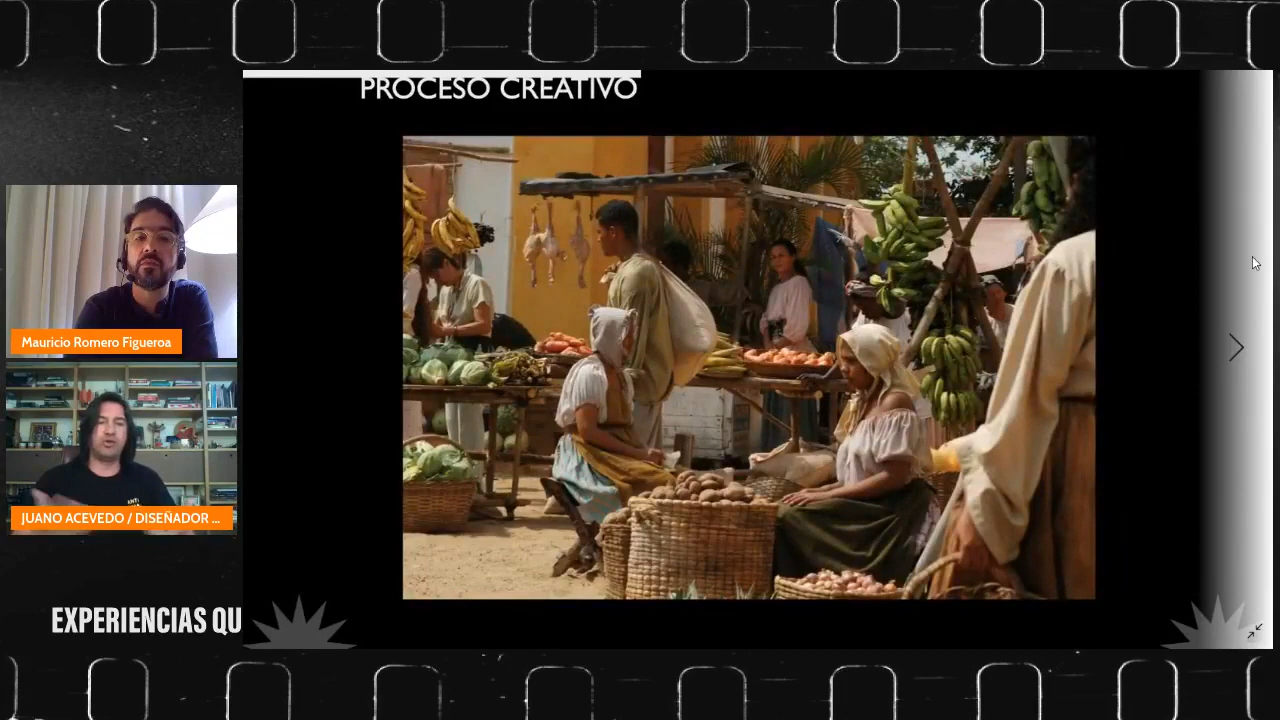 PROCESO CREATIVO
Mauricio Romero Figueroa
JUANO ACEVEDO / DISEÑADOR ...
EXPERIENCIAS QU